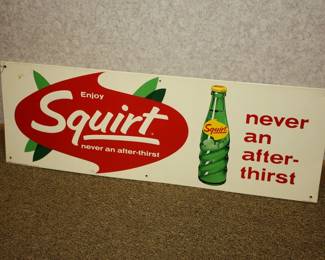 Enjoy
Squirt
never an after-thirst
Squirt
never
an
after-
thirst